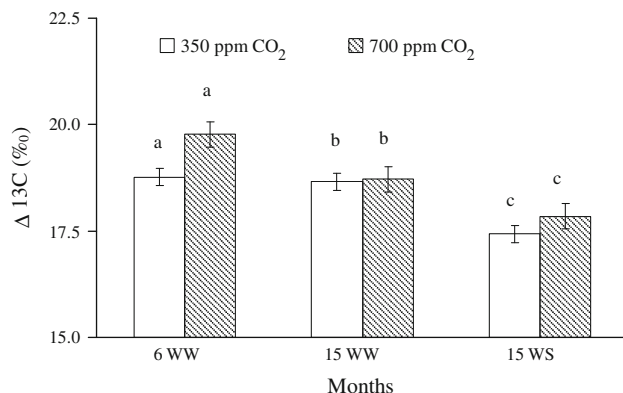 22.5
350 ppm CO2
700 ppm CO2
a
a
20.0
b
b
c
c
17.5
15.0
Δ 13C (‰)
6 WW
15 WW
15 WS
Months